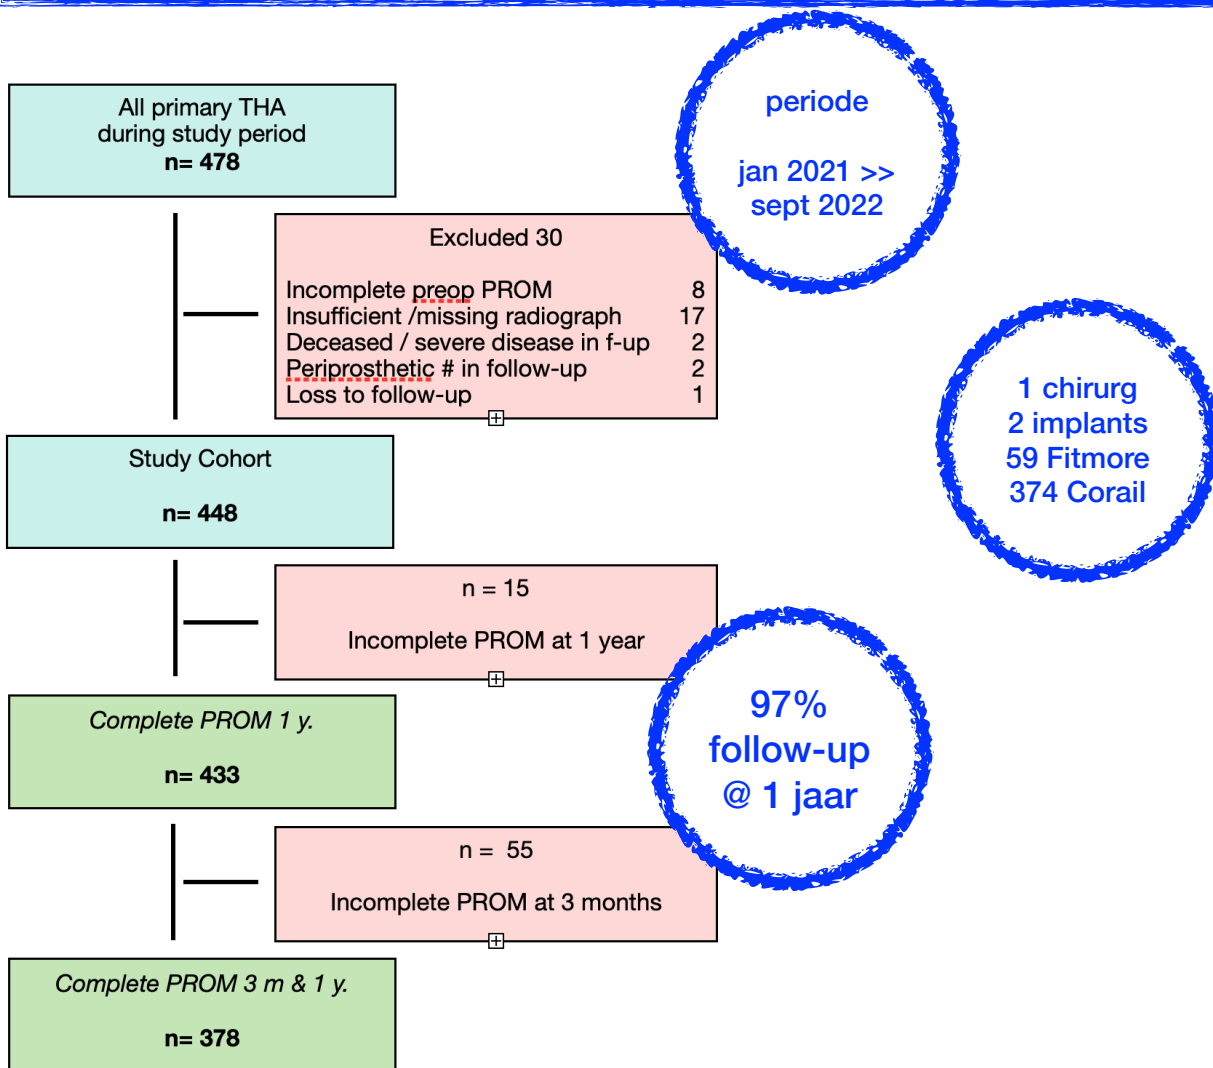 All primary THA
during study period
n= 478
periode
jan 2021 >>
sept 2022
Excluded 30
Incomplete preop PROM 8
Insufficient /missing radiograph 17
Deceased / severe disease in f-up 2
Periprosthetic # in follow-up 2
Loss to follow-up 1
1 chirurg
2 implants
59 Fitmore
374 Corail
Study Cohort
n= 448
n = 15
Incomplete PROM at 1 year
97%
follow-up
@ 1 jaar
Complete PROM 1 y.
n= 433
n = 55
Incomplete PROM at 3 months
Complete PROM 3 m & 1 y.
n= 378